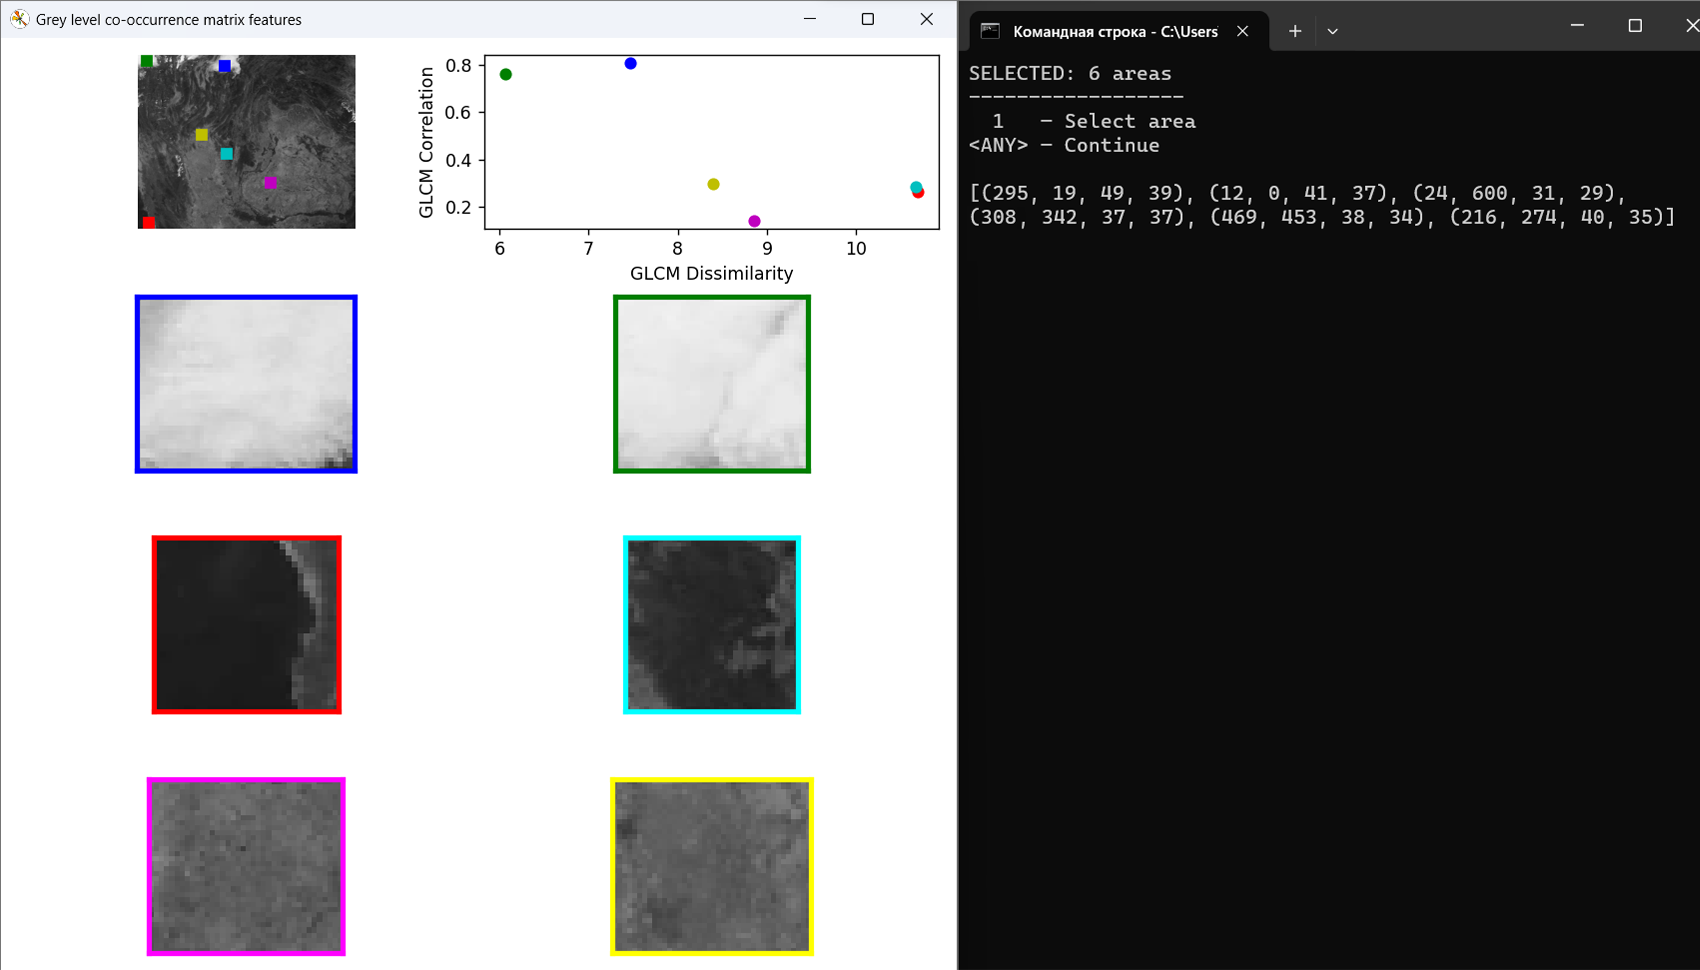 Grey level co-occurrence matrix features
0.8
0.6
0.4
0.2
GLCM Correlation
6 7 8 9 10
GLCM Dissimilarity
Командная строка - C:\Users
SELECTED: 6 areas
------------------
1 - Select area
<ANY> - Continue
[(295, 19, 49, 39), (12, 0, 41, 37), (24, 600, 31, 29),
(308, 342, 37, 37), (469, 453, 38, 34), (216, 274, 40, 35)]